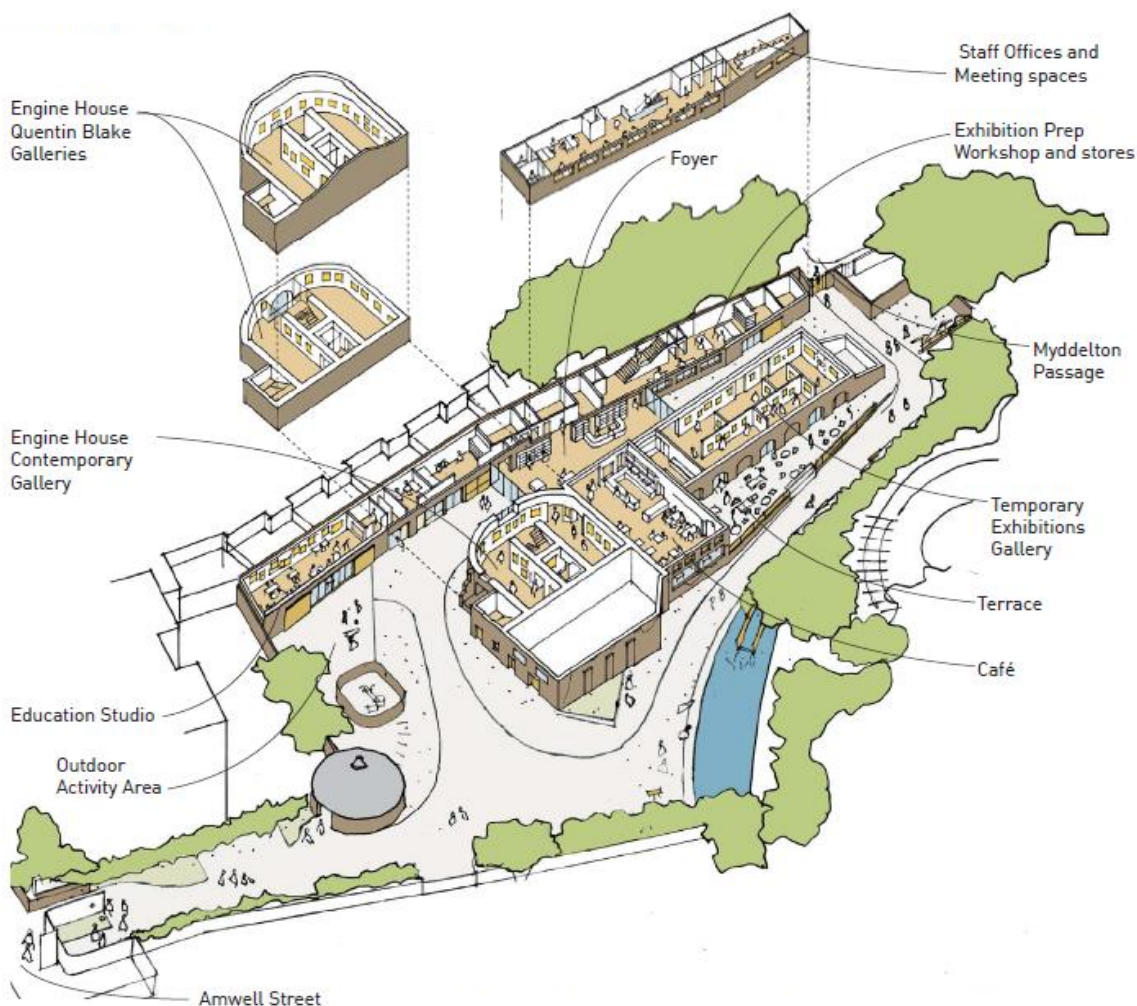 Engine House
Quentin Blake
Galleries
Staff Offices and
Meeting spaces
Foyer
Exhibition Prep
Workshop and stores
Myddelton
Passage
Engine House
Contemporary
Gallery
Temporary
Exhibitions
Gallery
Terrace
Café
Education Studio
Outdoor
Activity Area
Amwell Street